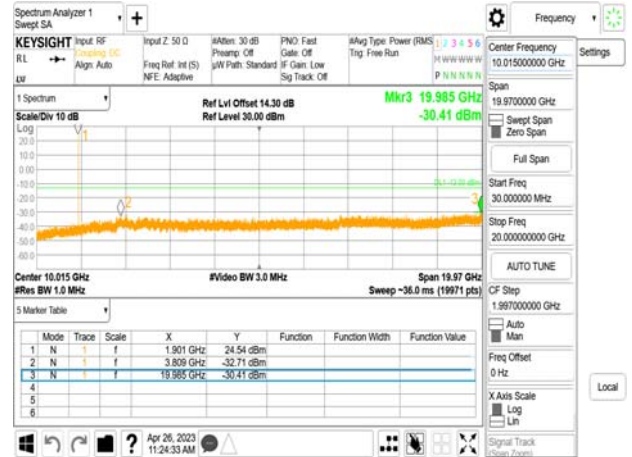 Spectrum Analyzer 1
Swept SA
+
Frequency
KEYSIGHT
RL
Input: RF
Coupling: DC
Align: Auto
Input Z: 50 Ω
Freq Ref: Int (S)
NFE: Adaptive
#Atten: 30 dB
Preamp: Off
µW Path: Standard
PNO: Fast
Gate: Off
IF Gain: Low
Sig Track: Off
#Avg Type: Power (RMS
Trig: Free Run
1 2 3 4 5 6
M W W W W W
P N N N N N
1 Spectrum
Scale/Div 10 dB
Log
Ref Lvl Offset 14.30 dB
Ref Level 30.00 dBm
Mkr3 19.985 GHz
-30.41 dBm
20.0
10.0
0.00
-10.0
-20.0
-30.0
-40.0
-50.0
-60.0
1
2
3
DL1 -13.00 dBm
Center 10.015 GHz
#Res BW 1.0 MHz
#Video BW 3.0 MHz
Span 19.97 GHz
Sweep ~36.0 ms (19971 pts)
5 Marker Table
Mode Trace Scale X Y Function Function Width Function Value
1 N 1 f 1.901 GHz 24.54 dBm
2 N 1 f 3.809 GHz -32.71 dBm
3 N 1 f 19.985 GHz -30.41 dBm
4
5
6
?
Apr 26, 2023
11:24:33 AM
Center Frequency
10.015000000 GHz
Settings
Span
19.9700000 GHz
Swept Span
Zero Span
Full Span
Start Freq
30.000000 MHz
Stop Freq
20.000000000 GHz
AUTO TUNE
CF Step
1.997000000 GHz
Auto
Man
Freq Offset
0 Hz
X Axis Scale
Log
Lin
Local
Signal Track
(Span Zoom)